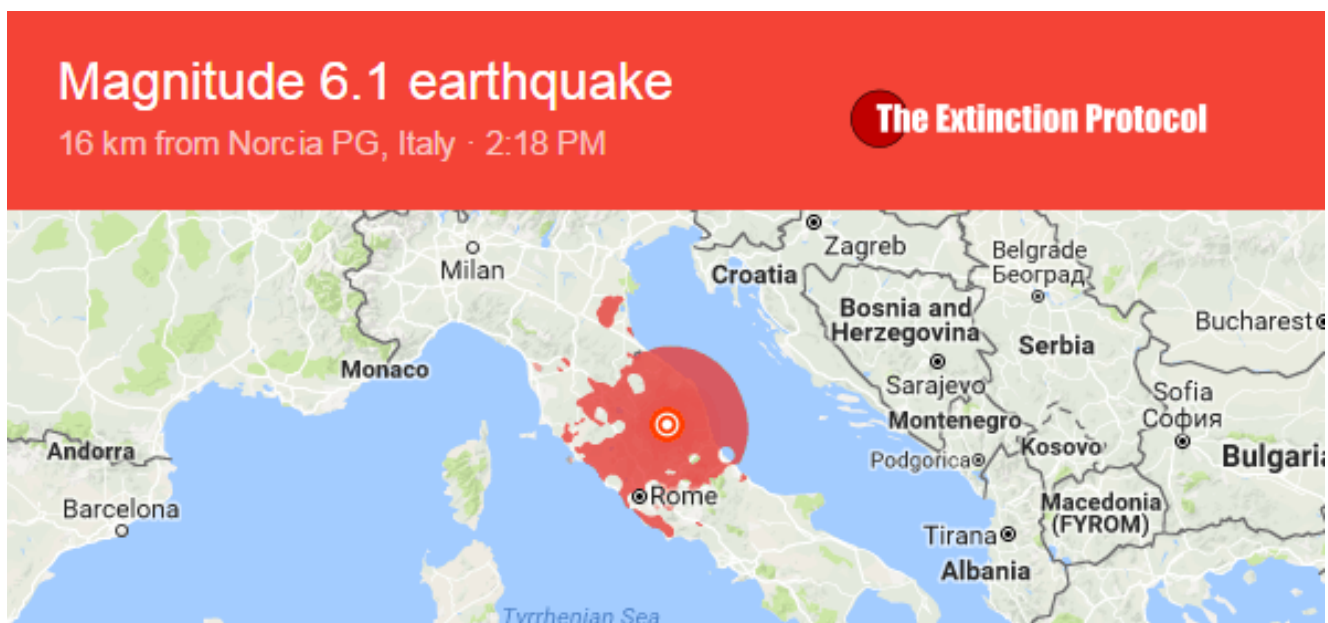 Magnitude 6.1 earthquake
16 km from Norcia PG, Italy · 2:18 PM
The Extinction Protocol
Zagreb
Belgrade
Београд
Milan
Croatia
Bosnia and
Herzegovina
Bucharest
Serbia
Monaco
Sarajevo
Sofia
София
Montenegro
Kosovo
Andorra
Podgorica
Bulgaria
Barcelona
Rome
Macedonia
(FYROM)
Tirana
Albania
Tyrrhenian Sea